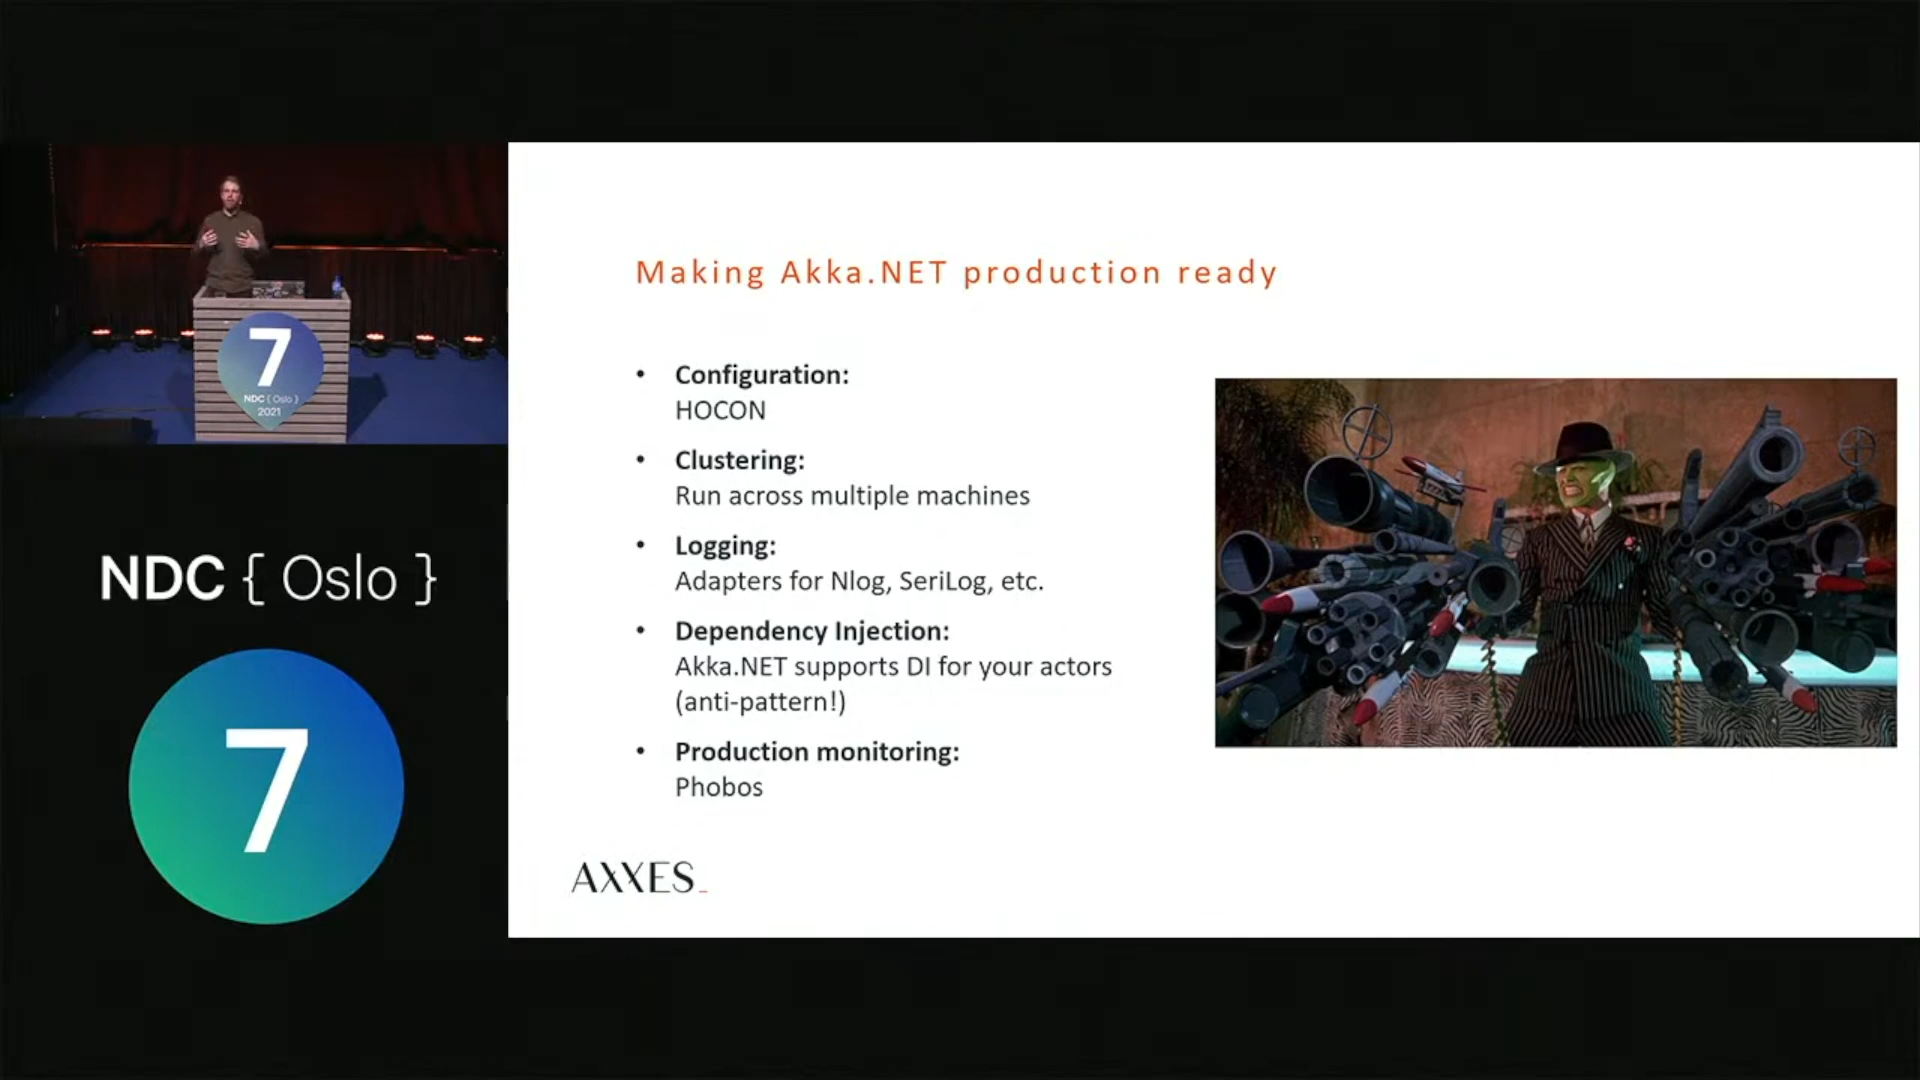 7
NDC { Oslo }
2021
NDC { Oslo }
7
Making Akka.NET production ready
• Configuration:
HOCON
• Clustering:
Run across multiple machines
• Logging:
Adapters for Nlog, SeriLog, etc.
• Dependency Injection:
Akka.NET supports DI for your actors
(anti-pattern!)
• Production monitoring:
Phobos
AXXES_